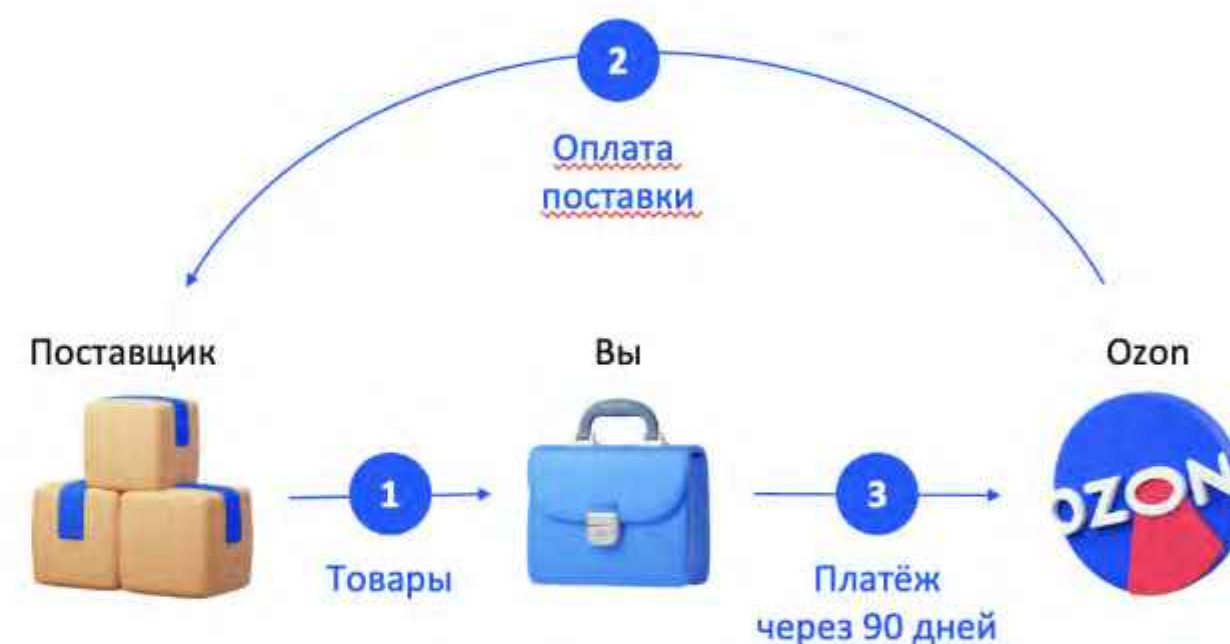 2
Оплата
поставки
Поставщик
Вы
Ozon
1
3
OZON
Товары
Платёж
через 90 дней